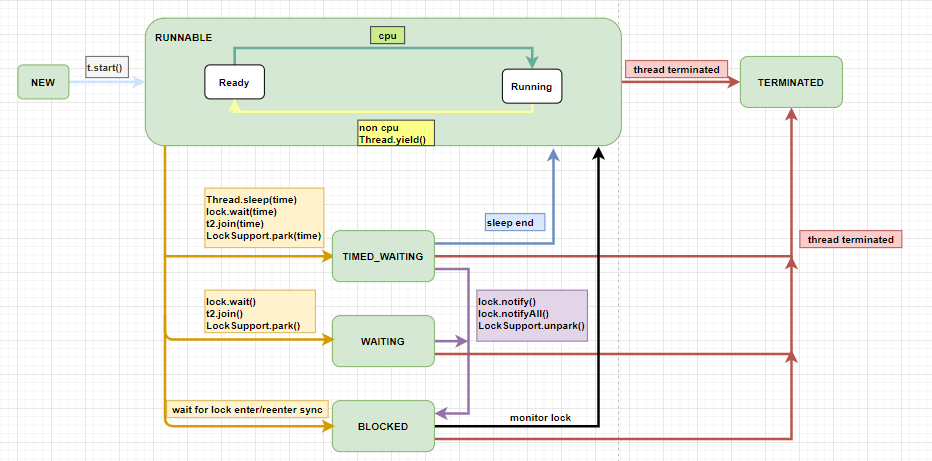 RUNNABLE
cpu
NEW
t.start()
Ready
Running
thread terminated
TERMINATED
non cpu
Thread.yield()
Thread.sleep(time)
lock.wait(time)
t2.join(time)
LockSupport.park(time)
sleep end
TIMED_WAITING
thread terminated
lock.wait()
t2.join()
LockSupport.park()
lock.notify()
lock.notifyAll()
LockSupport.unpark()
WAITING
wait for lock enter/reenter sync
BLOCKED
monitor lock